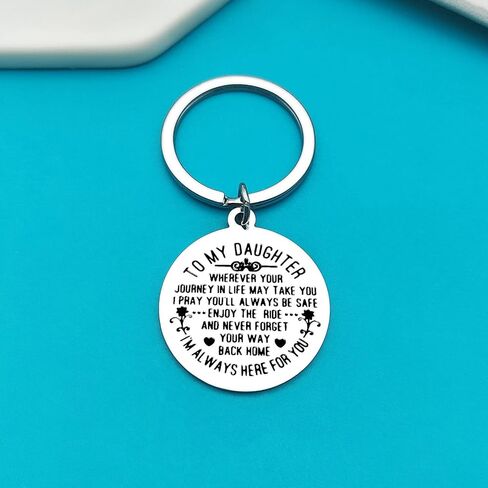 TO MY DAUGHTER
WHEREVER YOUR
JOURNEY IN LIFE MAY TAKE YOU
I PRAY YOU'LL ALWAYS BE SAFE
ENJOY THE RIDE
AND NEVER FORGET
YOUR WAY
BACK HOME
I'M ALWAYS HERE FOR YOU